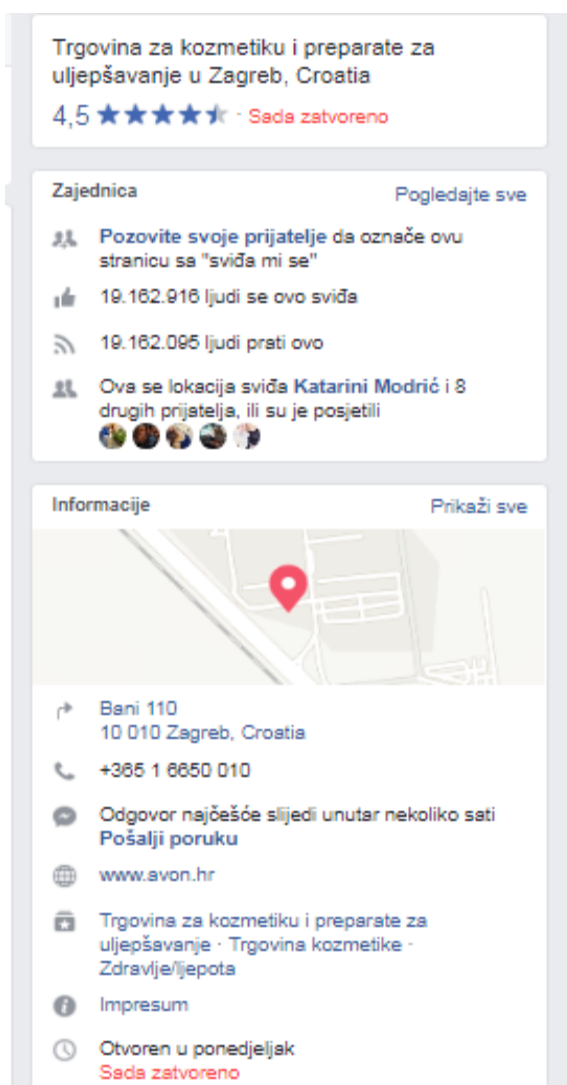 Trgovina za kozmetiku i preparate za
uljepšavanje u Zagreb, Croatia
4,5 · Sada zatvoreno
Zajednica
Pogledajte sve
Pozovite svoje prijatelje da označe ovu
stranicu sa "sviđa mi se"
19.162.916 ljudi se ovo sviđa
19.162.095 ljudi prati ovo
Ova se lokacija sviđa Katarini Modrić i 8
drugih prijatelja, ili su je posjetili
Informacije
Prikaži sve
Bani 110
10 010 Zagreb, Croatia
+365 1 6650 010
Odgovor najčešće slijedi unutar nekoliko sati
Pošalji poruku
www.avon.hr
Trgovina za kozmetiku i preparate za
uljepšavanje · Trgovina kozmetike ·
Zdravlje/ljepota
Impresum
Otvoren u ponedjeljak
Sada zatvoreno